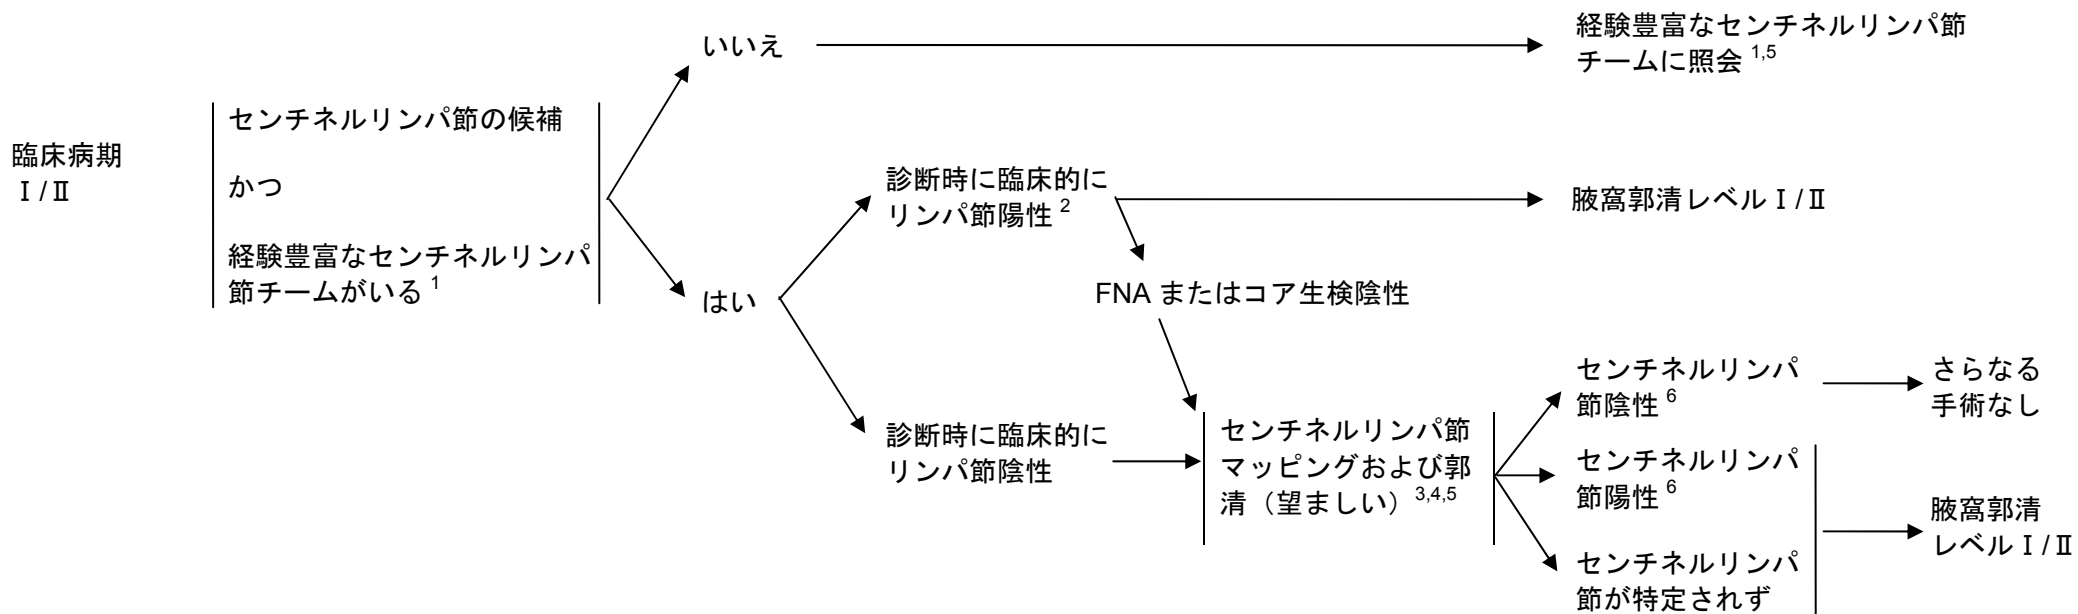 いいえ
経験豊富なセンチネルリンパ節
チームに照会 1,5
臨床病期
Ⅰ/Ⅱ
センチネルリンパ節の候補
かつ
経験豊富なセンチネルリンパ
節チームがいる 1
はい
診断時に臨床的に
リンパ節陽性 2
腋窩郭清レベルⅠ/Ⅱ
FNA またはコア生検陰性
診断時に臨床的に
リンパ節陰性
センチネルリンパ節
マッピングおよび郭
清（望ましい）3,4,5
センチネルリンパ
節陰性 6
さらなる
手術なし
センチネルリンパ
節陽性 6
センチネルリンパ
節が特定されず
腋窩郭清
レベルⅠ/Ⅱ